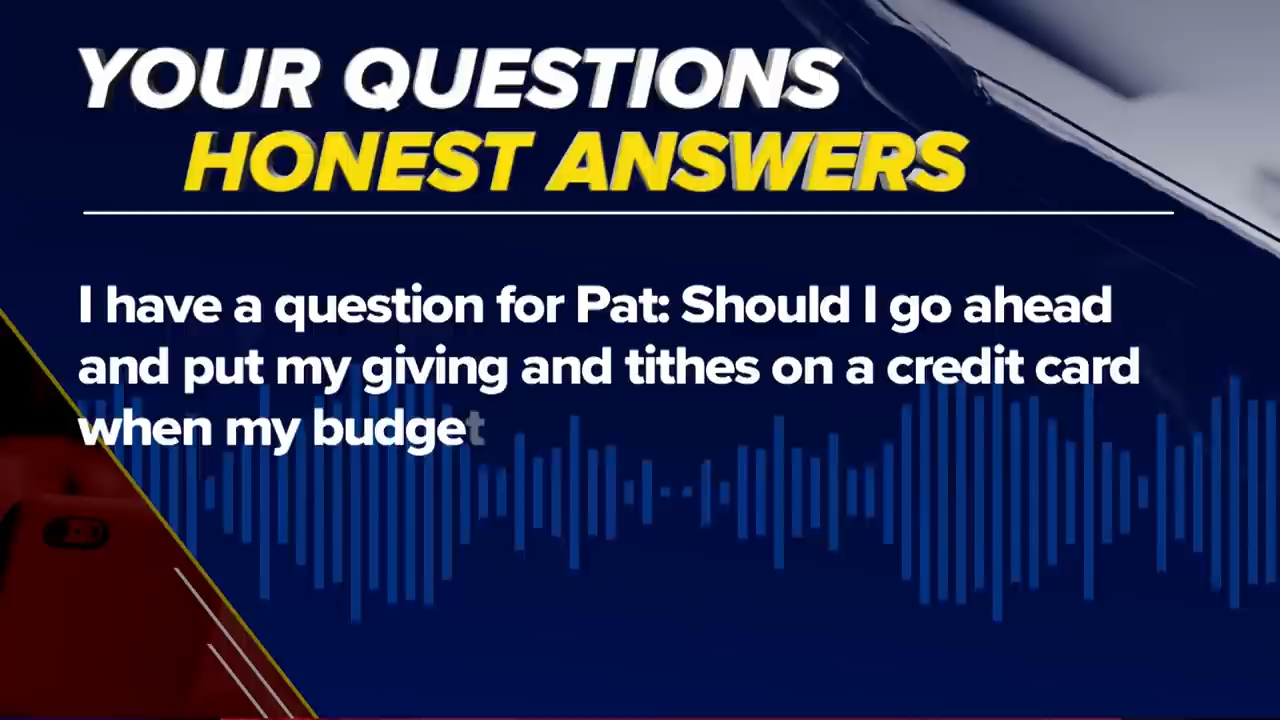 YOUR QUESTIONS
HONEST ANSWERS
I have a question for Pat: Should I go ahead
and put my giving and tithes on a credit card
when my budget